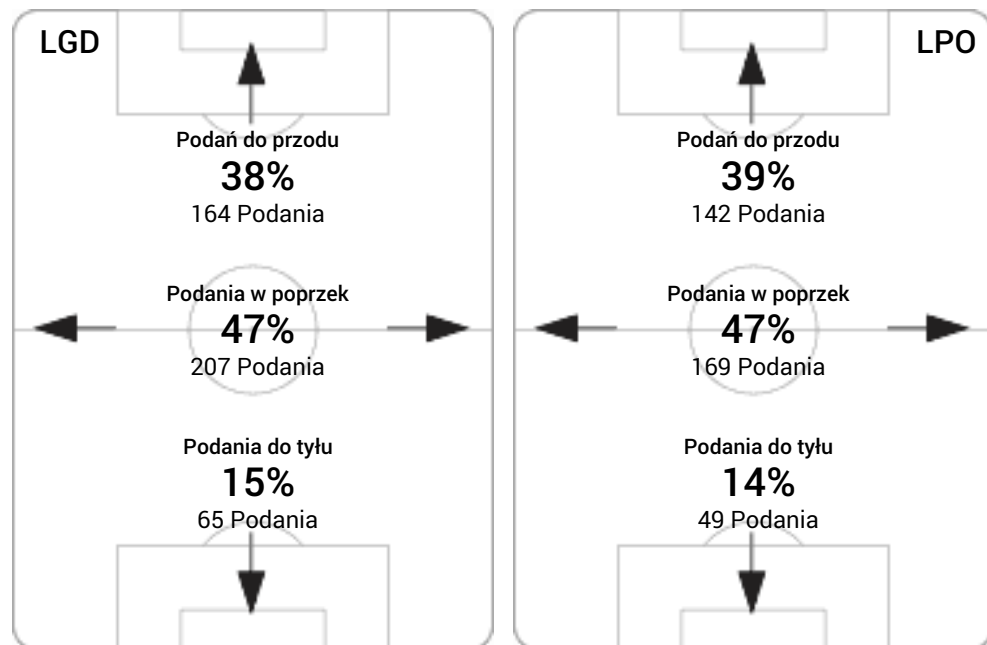 LGD
Podań do przodu
38%
164 Podania
Podania w poprzek
47%
207 Podania
Podania do tyłu
15%
65 Podania
LPO
Podań do przodu
39%
142 Podania
Podania w poprzek
47%
169 Podania
Podania do tyłu
14%
49 Podania